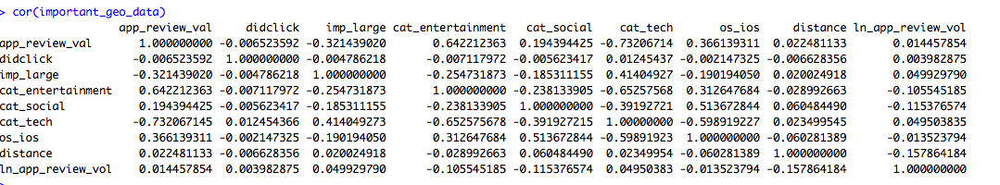 > cor(important_geo_data)
app_review_val didclick imp_large cat_entertainment cat_social cat_tech os_ios distance ln_app_review_vol
app_review_val 1.000000000 -0.006523592 -0.321439020 0.642212363 0.194394425 -0.73206714 0.366139011 0.022481133 0.014457854
didclick -0.006523592 1.000000000 -0.004786218 -0.007117972 -0.005623417 0.01245437 -0.002147325 -0.006628356 0.003982875
imp_large -0.321439020 -0.004786218 1.000000000 -0.254731873 -0.185311155 0.41404927 -0.190194050 0.020024918 0.049929790
cat_entertainment 0.642212363 -0.007117972 -0.254731873 1.000000000 -0.238133905 -0.65257568 0.312647684 -0.028992663 -0.105545185
cat_social 0.194394425 -0.005623417 -0.185311155 -0.238133905 1.000000000 -0.39192721 0.513672844 0.060484490 -0.115376574
cat_tech -0.732067145 0.012454366 0.414049273 -0.652575678 -0.391927215 1.00000000 -0.598919227 0.023499545 0.049503835
os_ios 0.366139011 -0.002147325 -0.190194050 0.312647684 0.513672844 -0.59891923 1.000000000 -0.060281389 -0.013523794
distance 0.022481133 -0.006628356 0.020024918 -0.028992663 0.060484490 0.02349954 -0.060281389 1.000000000 -0.157864184
ln_app_review_vol 0.014457854 0.003982875 0.049929790 -0.105545185 -0.115376574 0.04950383 -0.013523794 -0.157864184 1.000000000